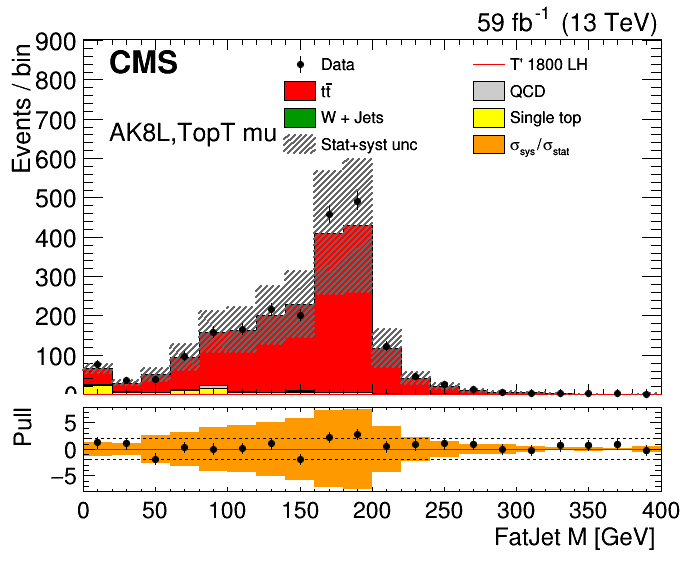 59 fb⁻¹ (13 TeV)
CMS
AK8L,TopT mu
Data
T' 1800 LH
tt̄
QCD
W + Jets
Single top
Stat+syst unc
σsys/σstat
Events / bin
900
800
700
600
500
400
300
200
100
0
Pull
5
0
−5
0 50 100 150 200 250 300 350 400
FatJet M [GeV]